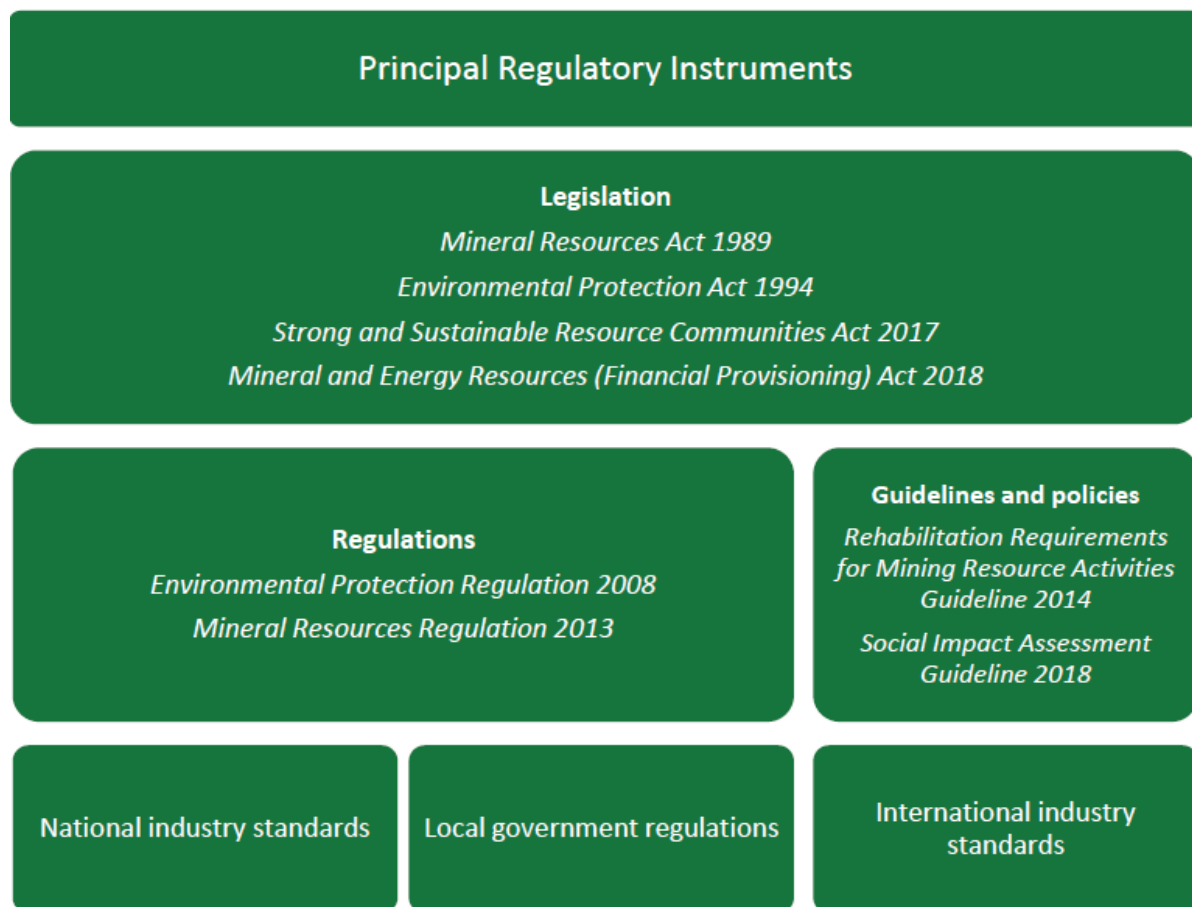 Principal Regulatory Instruments
Legislation
Mineral Resources Act 1989
Environmental Protection Act 1994
Strong and Sustainable Resource Communities Act 2017
Mineral and Energy Resources (Financial Provisioning) Act 2018
Regulations
Environmental Protection Regulation 2008
Mineral Resources Regulation 2013
Guidelines and policies
Rehabilitation Requirements
for Mining Resource Activities
Guideline 2014
Social Impact Assessment
Guideline 2018
National industry standards
Local government regulations
International industry
standards